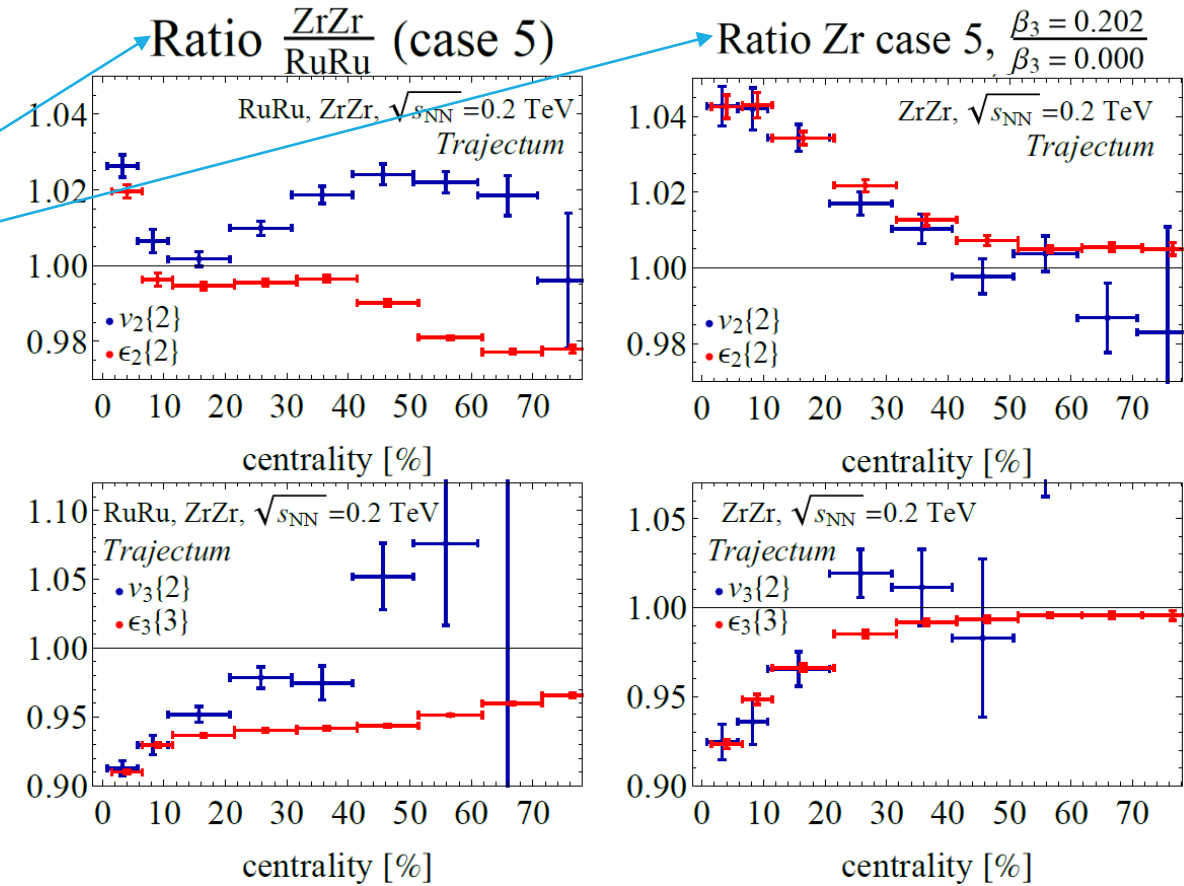 Ratio ZrZr/RuRu (case 5)
Ratio Zr case 5, β₃ = 0.202/β₃ = 0.000
RuRu, ZrZr, √sNN =0.2 TeV
Trajectum
1.04
1.02
1.00
0.98
v₂{2}
ϵ₂{2}
0 10 20 30 40 50 60 70
centrality [%]
ZrZr, √sNN =0.2 TeV
Trajectum
1.04
1.02
1.00
0.98
v₂{2}
ϵ₂{2}
0 10 20 30 40 50 60 70
centrality [%]
RuRu, ZrZr, √sNN =0.2 TeV
Trajectum
v₃{2}
ϵ₃{3}
1.10
1.05
1.00
0.95
0.90
0 10 20 30 40 50 60 70
centrality [%]
ZrZr, √sNN =0.2 TeV
Trajectum
v₃{2}
ϵ₃{3}
1.05
1.00
0.95
0.90
0 10 20 30 40 50 60 70
centrality [%]